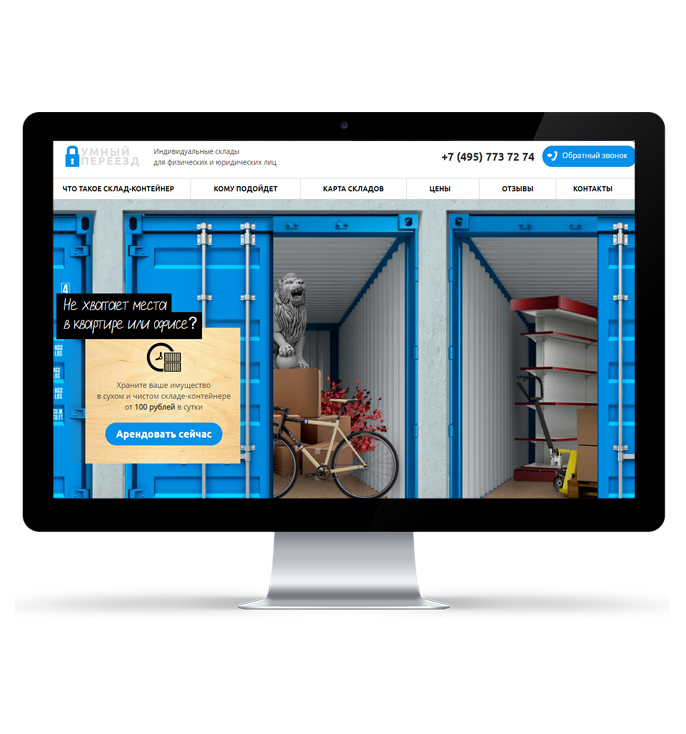 УМНЫЙ
ПЕРЕЕЗД
Индивидуальные склады
для физических и юридических лиц
+7 (495) 773 72 74
Обратный звонок
ЧТО ТАКОЕ СКЛАД-КОНТЕЙНЕР
КОМУ ПОДОЙДЕТ
КАРТА СКЛАДОВ
ЦЕНЫ
ОТЗЫВЫ
КОНТАКТЫ
Не хватает места
в квартире или офисе?
Храните ваше имущество
в сухом и чистом складе-контейнере
от 100 рублей в сутки
Арендовать сейчас